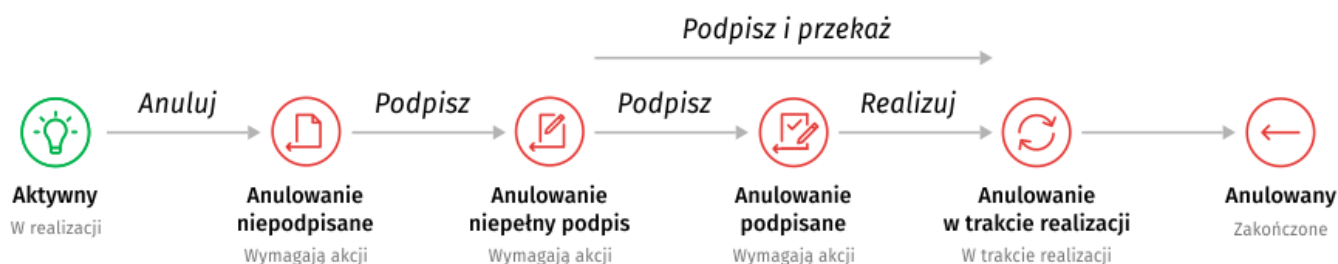 Podpisz i przekaż
Anuluj
Podpisz
Podpisz
Realizuj
Aktywny
W realizacji
Anulowanie
niepodpisane
Wymagają akcji
Anulowanie
niepełny podpis
Wymagają akcji
Anulowanie
podpisane
Wymagają akcji
Anulowanie
w trakcie realizacji
W trakcie realizacji
Anulowany
Zakończone